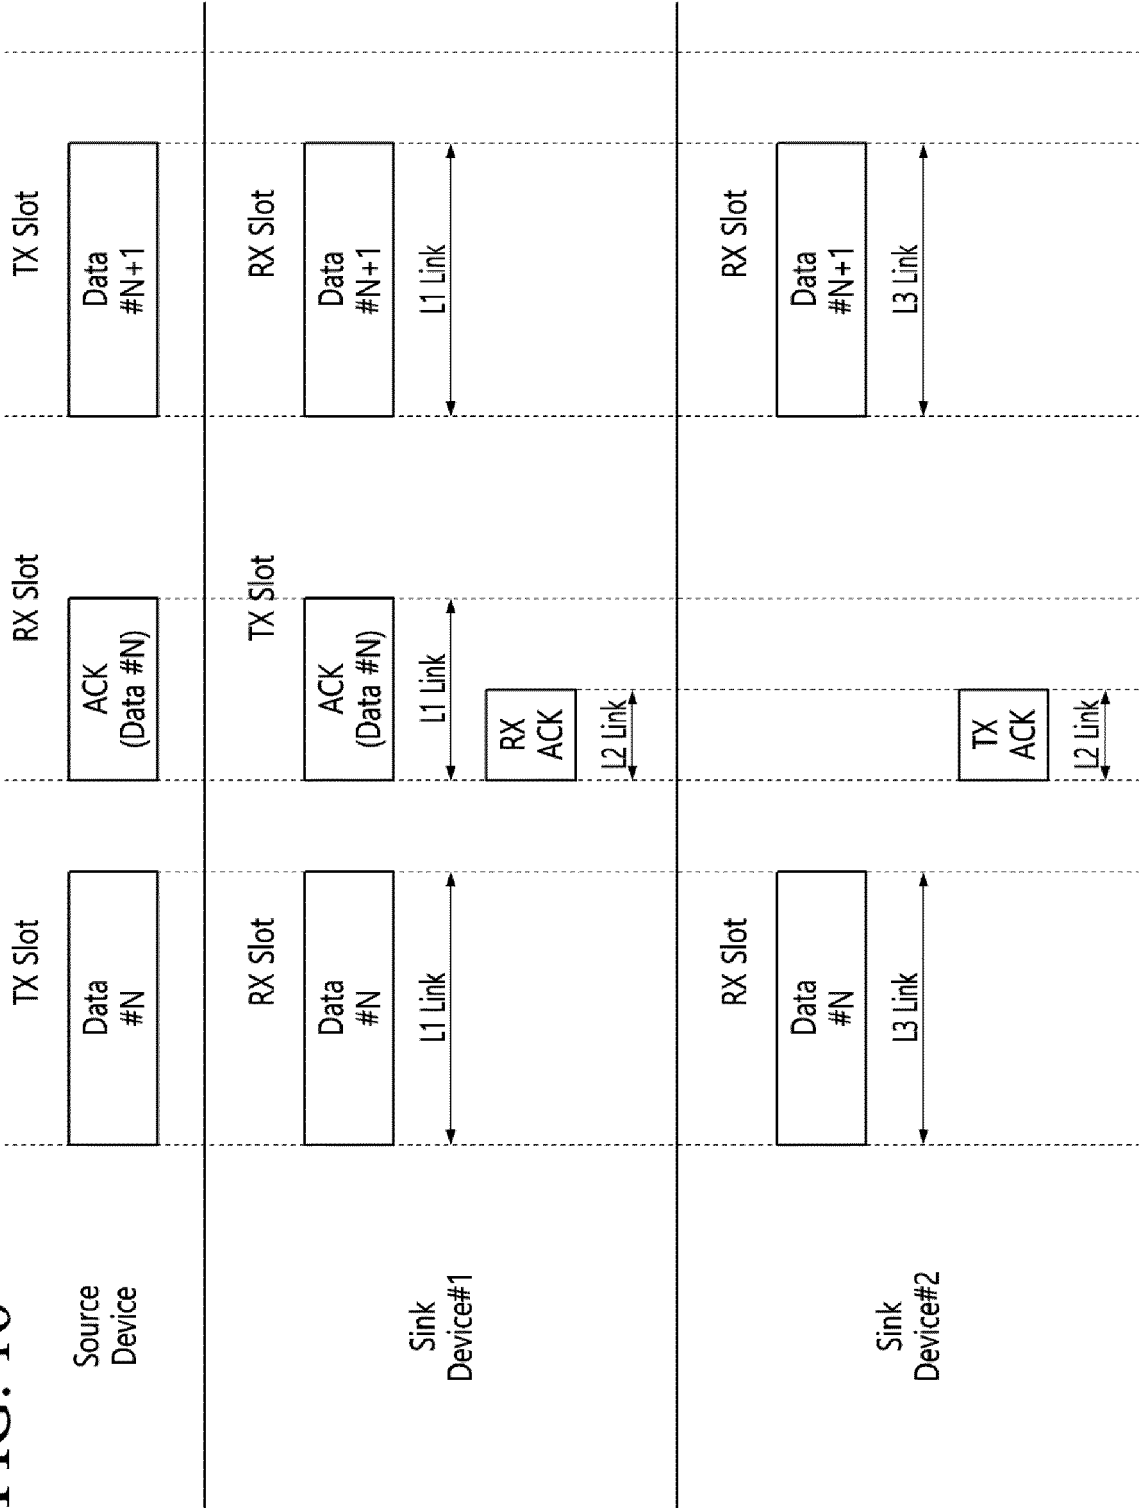 FIG.
TX Slot
RX Slot
TX Slot
Source
Device
Data
#N
ACK
(Data #N)
Data
#N+1
RX Slot
TX Slot
RX Slot
Sink
Device#1
Data
#N
ACK
(Data #N)
Data
#N+1
L1 Link
L1 Link
L1 Link
RX
ACK
L2 Link
RX Slot
RX Slot
Sink
Device#2
Data
#N
Data
#N+1
L3 Link
L3 Link
TX
ACK
L2 Link